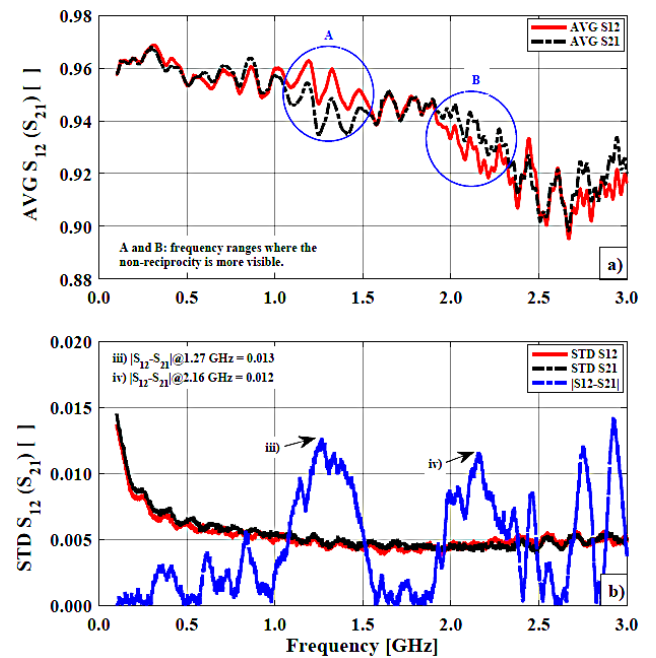 0.98
0.96
0.94
0.92
0.90
0.88
AVG S12 (S21) [ ]
A
B
AVG S12
AVG S21
A and B: frequency ranges where the
non-reciprocity is more visible.
a)
0.0 0.5 1.0 1.5 2.0 2.5 3.0
0.020
0.015
0.010
0.005
0.000
STD S12 (S21) [ ]
iii) |S12-S21|@1.27 GHz = 0.013
iv) |S12-S21|@2.16 GHz = 0.012
STD S12
STD S21
|S12-S21|
iii)
iv)
b)
0.0 0.5 1.0 1.5 2.0 2.5 3.0
Frequency [GHz]